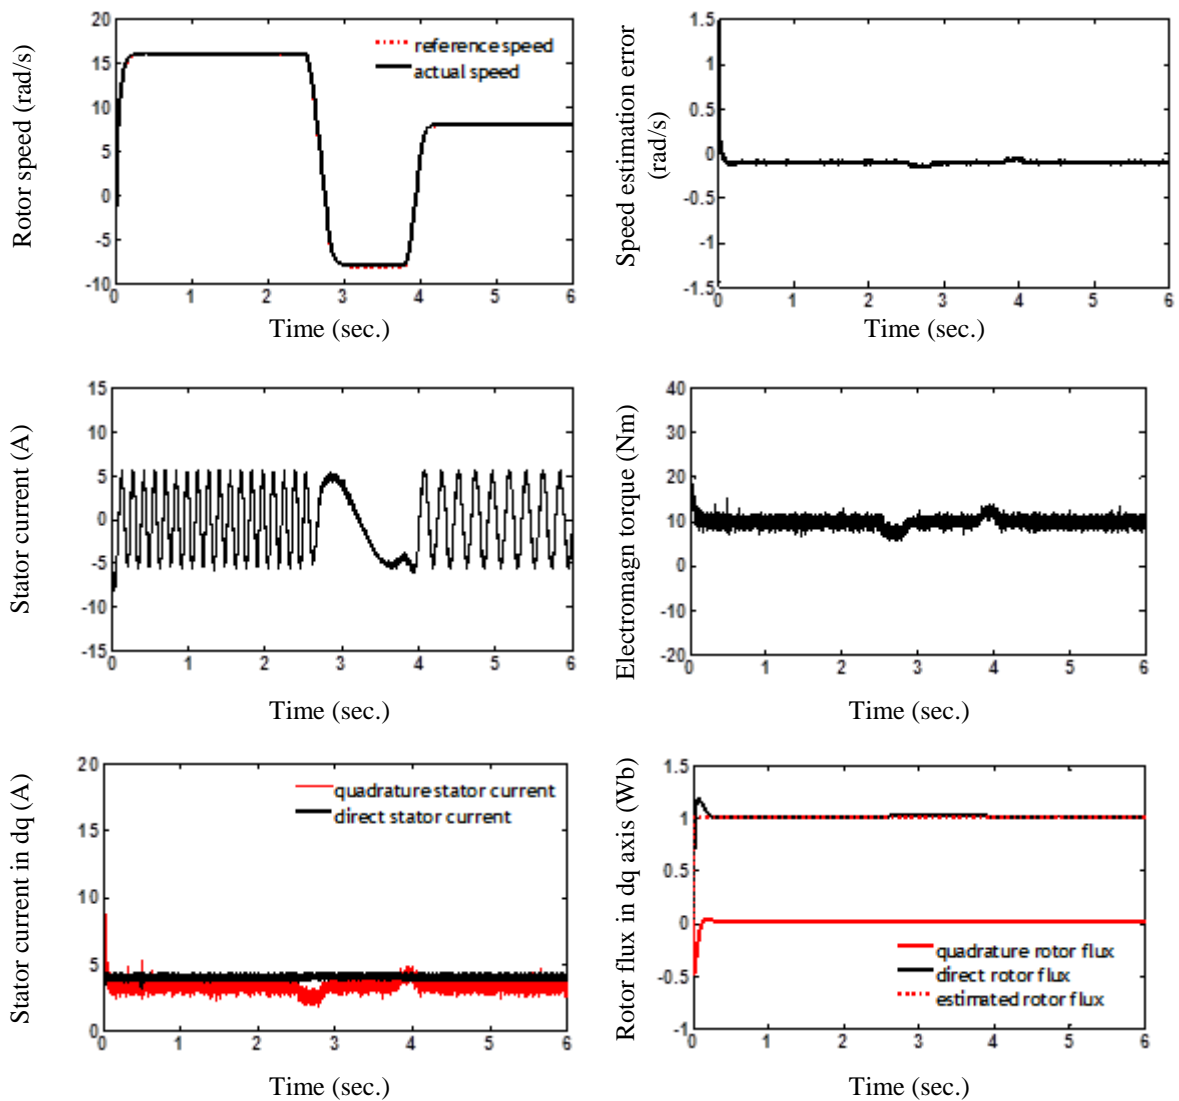 Rotor speed (rad/s)
20
15
10
5
0
-5
-10
reference speed
actual speed
0 1 2 3 4 5 6
Time (sec.)
Speed estimation error
(rad/s)
1.5
1
0.5
0
-0.5
-1
-1.5
0 1 2 3 4 5 6
Time (sec.)
Stator current (A)
15
10
5
0
-5
-10
-15
0 1 2 3 4 5 6
Time (sec.)
Electromagn torque (Nm)
40
30
20
10
0
-10
-20
0 1 2 3 4 5 6
Time (sec.)
Stator current in dq (A)
20
15
10
5
0
quadrature stator current
direct stator current
0 1 2 3 4 5 6
Time (sec.)
Rotor flux in dq axis (Wb)
1.5
1
0.5
0
-0.5
-1
quadrature rotor flux
direct rotor flux
estimated rotor flux
0 1 2 3 4 5 6
Time (sec.)